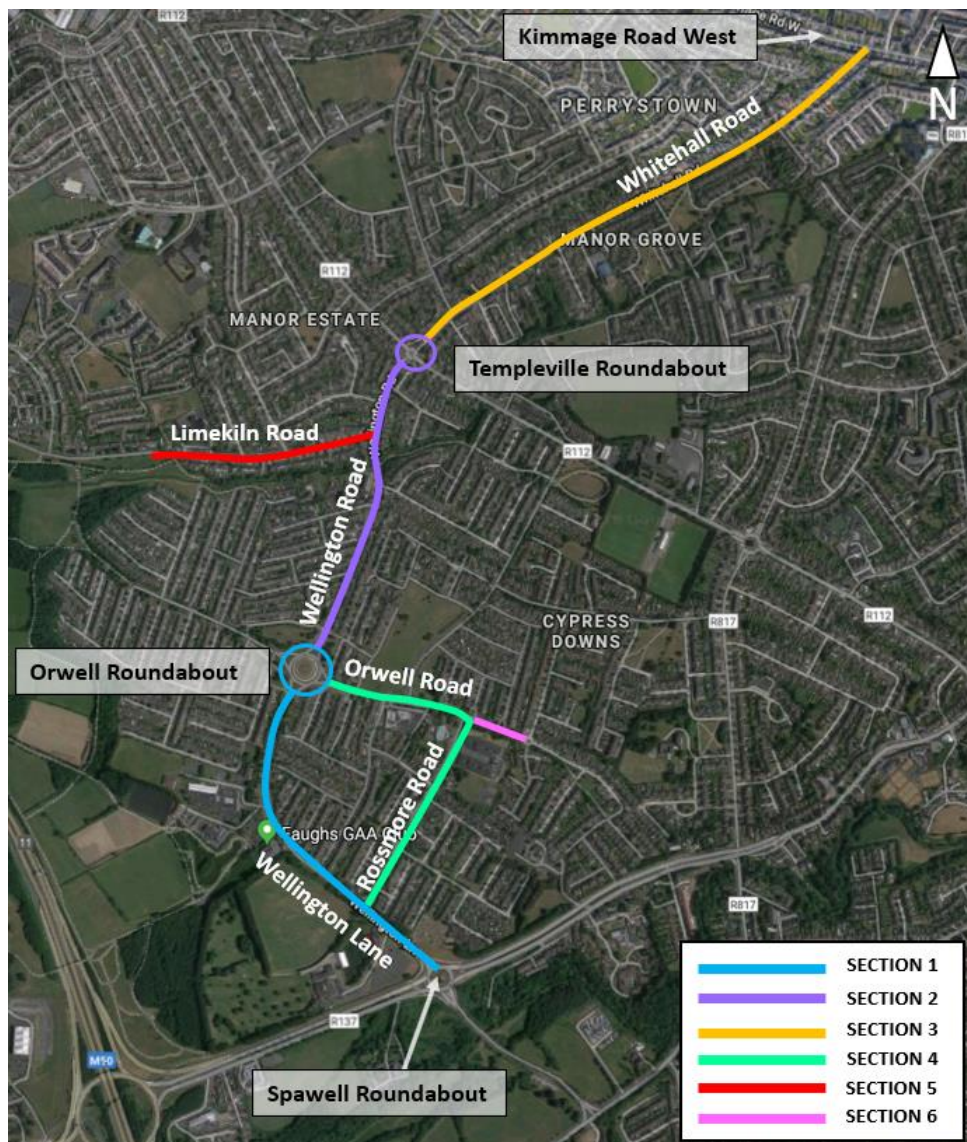 R112
Kimmage Road West
N
PERRYSTOWN
Whitehall Road
MANOR GROVE
R112
MANOR ESTATE
Templeville Roundabout
Limekiln Road
R112
Wellington Road
CYPRESS
DOWNS
R817
R112
Orwell Roundabout
Orwell Road
Rossmore Road
Faughs GAA Club
Wellington Lane
R817
R137
M50
Spawell Roundabout
SECTION 1
SECTION 2
SECTION 3
SECTION 4
SECTION 5
SECTION 6